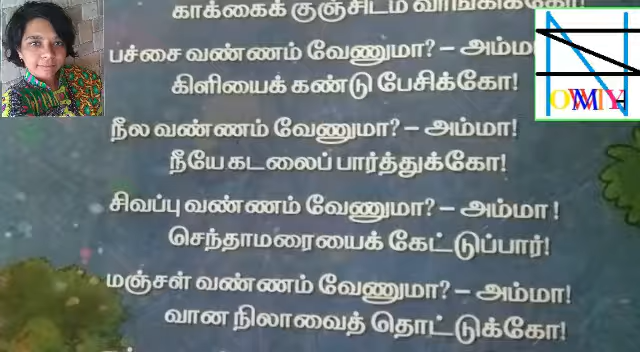 காக்கைக் குஞ்சிடம் வாங்கிக்கோ!
பச்சை வண்ணம் வேணுமா? – அம்மா
கிளியைக் கண்டு பேசிக்கோ!
நீல வண்ணம் வேணுமா? – அம்மா!
நீயே கடலைப் பார்த்துக்கோ!
சிவப்பு வண்ணம் வேணுமா? – அம்மா!
செந்தாமரையைக் கேட்டுப்பார்!
மஞ்சள் வண்ணம் வேணுமா? – அம்மா!
வான நிலாவைத் தொட்டுக்கோ!